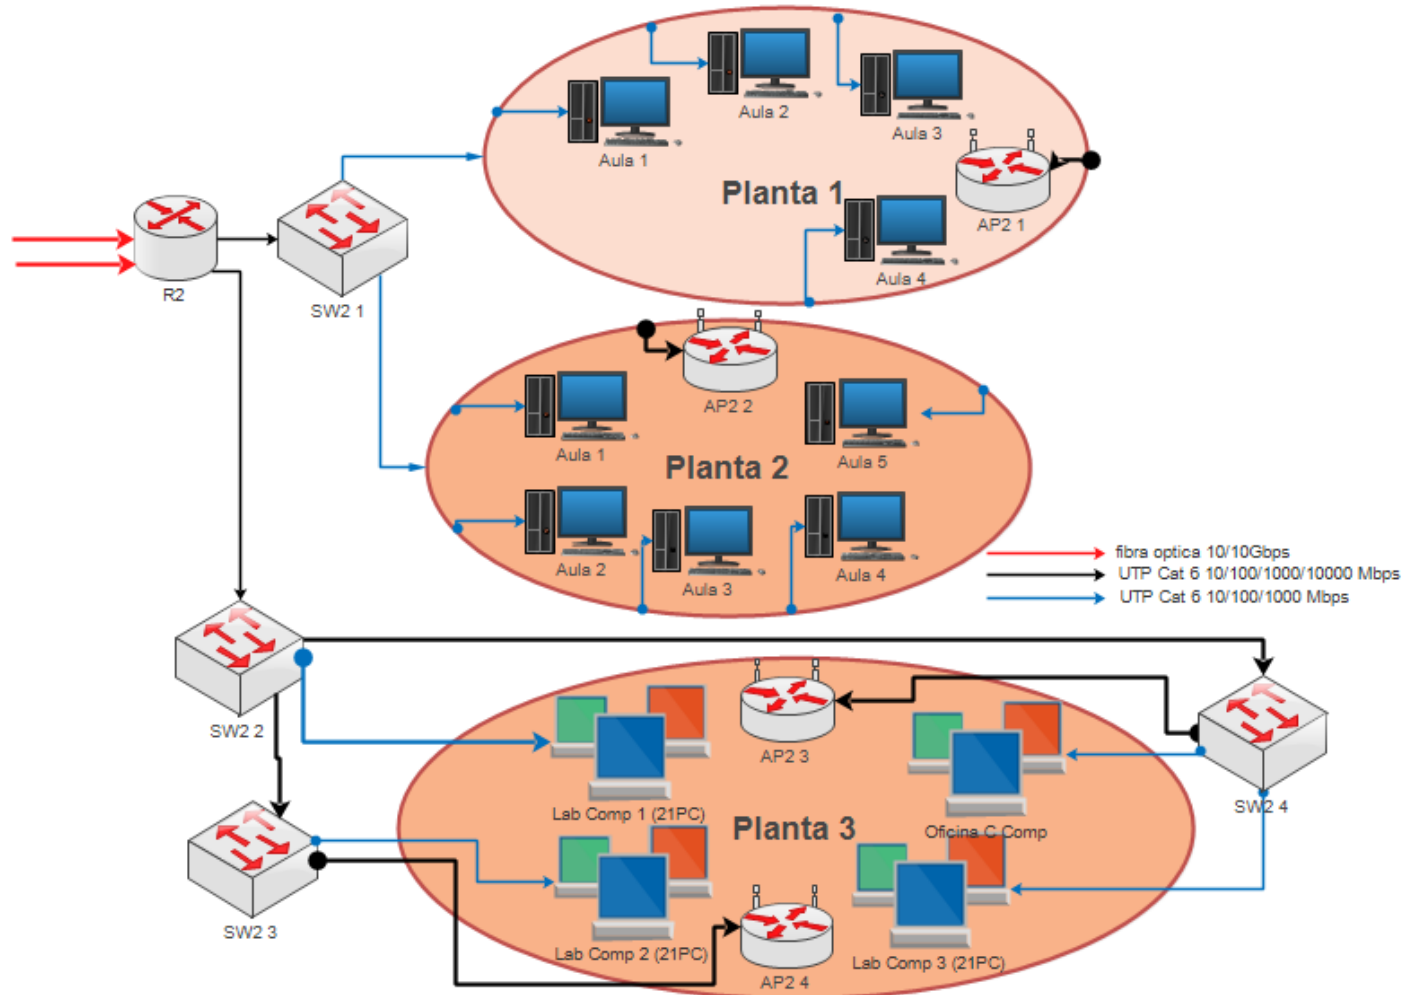 Aula 1
Aula 2
Aula 3
Planta 1
AP2 1
Aula 4
R2
SW2 1
AP2 2
Aula 1
Planta 2
Aula 5
Aula 2
Aula 3
Aula 4
fibra optica 10/10Gbps
UTP Cat 6 10/100/1000/10000 Mbps
UTP Cat 6 10/100/1000 Mbps
SW2 2
AP2 3
SW2 4
Lab Comp 1 (21PC)
Planta 3
Oficina C Comp
SW2 3
Lab Comp 2 (21PC)
Lab Comp 3 (21PC)
AP2 4